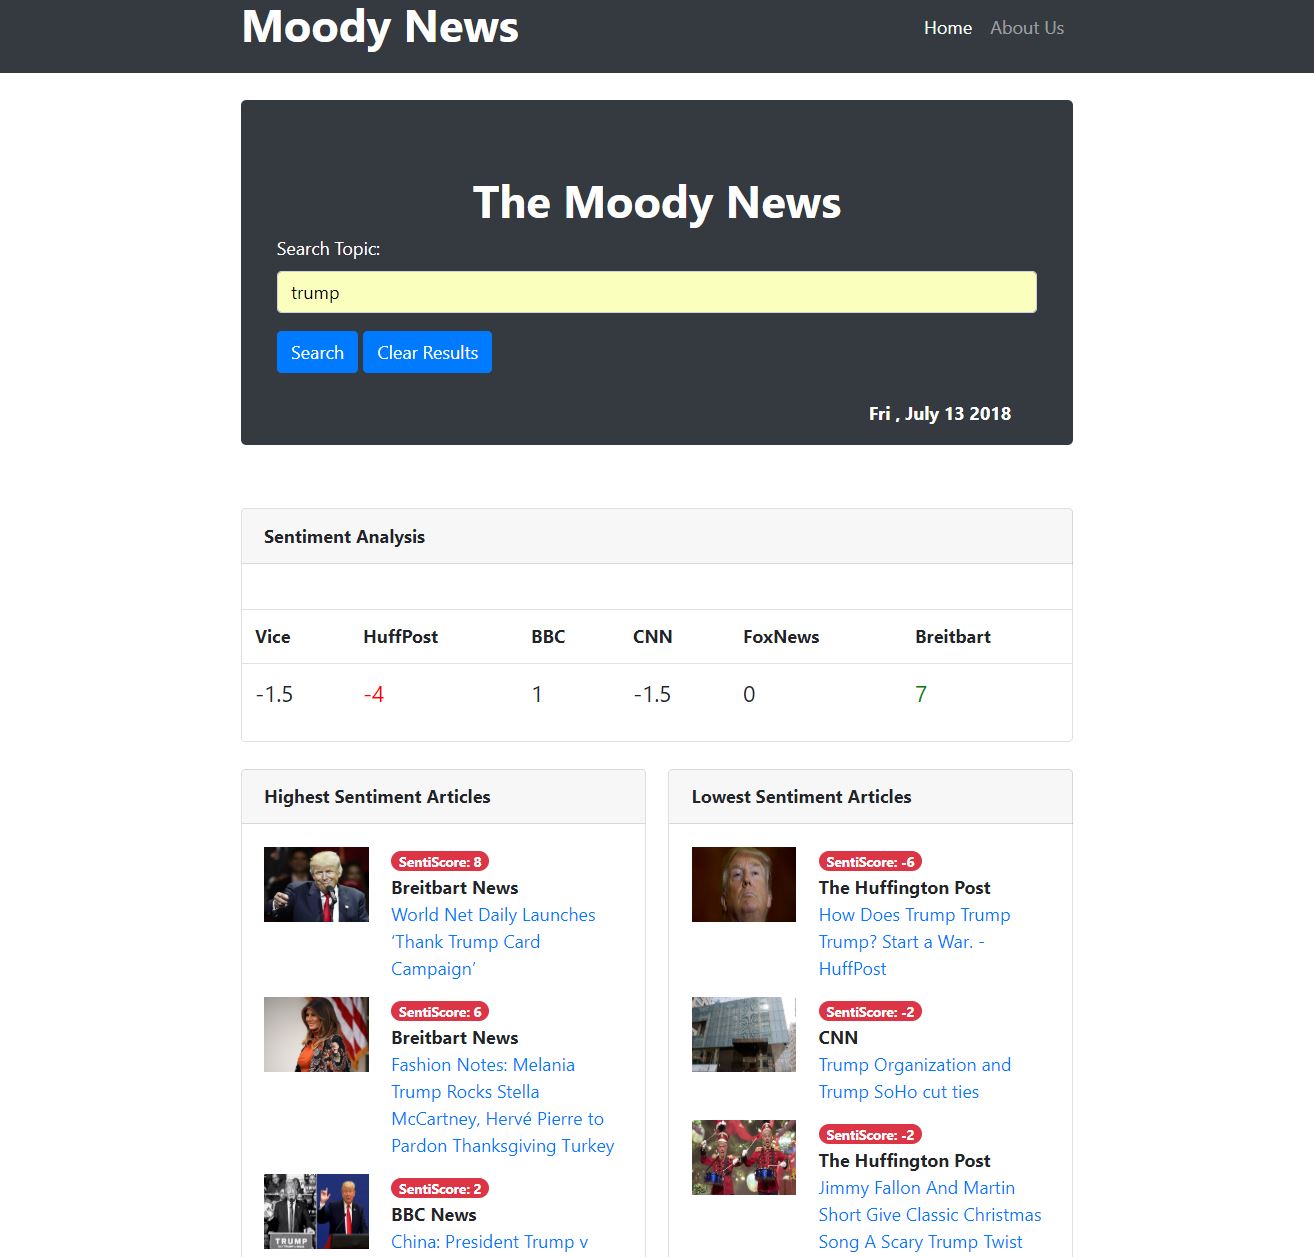 Moody News
Home About Us
The Moody News
Search Topic:
trump
Search Clear Results
Fri , July 13 2018
Sentiment Analysis
Vice HuffPost BBC CNN FoxNews Breitbart
-1.5 -4 1 -1.5 0 7
Highest Sentiment Articles
SentiScore: 8
Breitbart News
World Net Daily Launches
‘Thank Trump Card
Campaign’
SentiScore: 6
Breitbart News
Fashion Notes: Melania
Trump Rocks Stella
McCartney, Hervé Pierre to
Pardon Thanksgiving Turkey
TRUMP
SentiScore: 2
BBC News
China: President Trump v
Lowest Sentiment Articles
SentiScore: -6
The Huffington Post
How Does Trump Trump
Trump? Start a War. -
HuffPost
SentiScore: -2
CNN
Trump Organization and
Trump SoHo cut ties
SentiScore: -2
The Huffington Post
Jimmy Fallon And Martin
Short Give Classic Christmas
Song A Scary Trump Twist